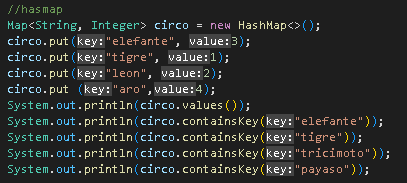 //hasmap
Map<String, Integer> circo = new HashMap<>();
circo.put(key:"elefante", value:3);
circo.put(key:"tigre", value:1);
circo.put(key:"leon", value:2);
circo.put (key:"aro", value:4);
System.out.println(circo.values());
System.out.println(circo.containsKey(key:"elefante"));
System.out.println(circo.containsKey(key:"tigre"));
System.out.println(circo.containsKey(key:"tricimoto"));
System.out.println(circo.containsKey(key:"payaso"));